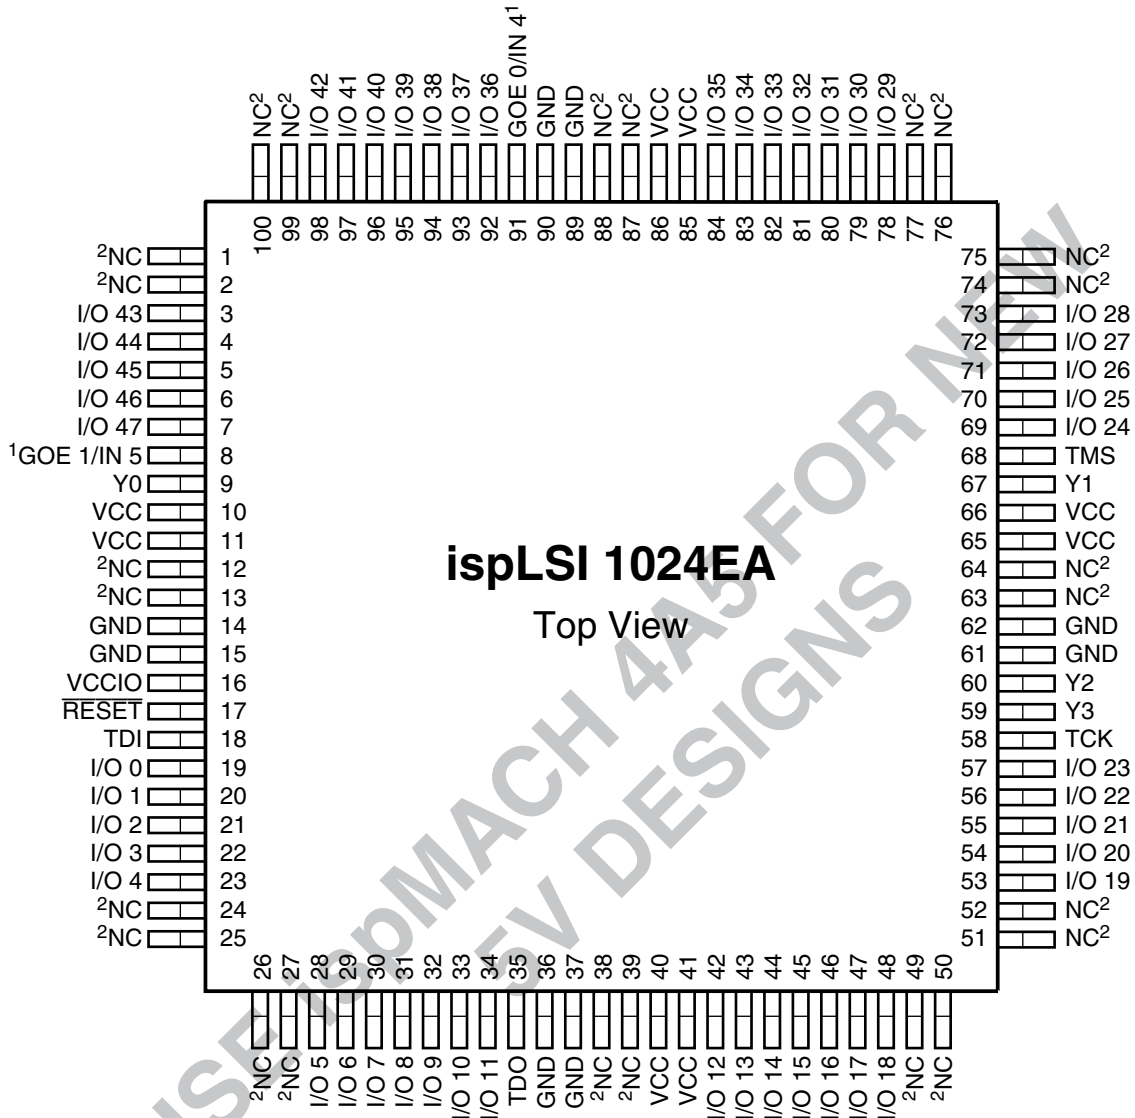 NC² NC² I/O 42 I/O 41 I/O 40 I/O 39 I/O 38 I/O 37 I/O 36 GOE 0/IN 4¹ GND GND NC² NC² VCC VCC I/O 35 I/O 34 I/O 33 I/O 32 I/O 31 I/O 30 I/O 29 NC² NC²
100 99 98 97 96 95 94 93 92 91 90 89 88 87 86 85 84 83 82 81 80 79 78 77 76
²NC 1 75 NC²
²NC 2 74 NC²
I/O 43 3 73 I/O 28
I/O 44 4 72 I/O 27
I/O 45 5 71 I/O 26
I/O 46 6 70 I/O 25
I/O 47 7 69 I/O 24
¹GOE 1/IN 5 8 68 TMS
Y0 9 67 Y1
VCC 10 66 VCC
VCC 11 65 VCC
²NC 12 64 NC²
²NC 13 63 NC²
GND 14 62 GND
GND 15 61 GND
VCCIO 16 60 Y2
RESET 17 59 Y3
TDI 18 58 TCK
I/O 0 19 57 I/O 23
I/O 1 20 56 I/O 22
I/O 2 21 55 I/O 21
I/O 3 22 54 I/O 20
I/O 4 23 53 I/O 19
²NC 24 52 NC²
²NC 25 51 NC²
ispLSI 1024EA
Top View
26 27 28 29 30 31 32 33 34 35 36 37 38 39 40 41 42 43 44 45 46 47 48 49 50
²NC ²NC I/O 5 I/O 6 I/O 7 I/O 8 I/O 9 I/O 10 I/O 11 TDO GND GND ²NC ²NC VCC VCC I/O 12 I/O 13 I/O 14 I/O 15 I/O 16 I/O 17 I/O 18 ²NC ²NC
ispMACH 4A5 FOR NEW
5V DESIGNS